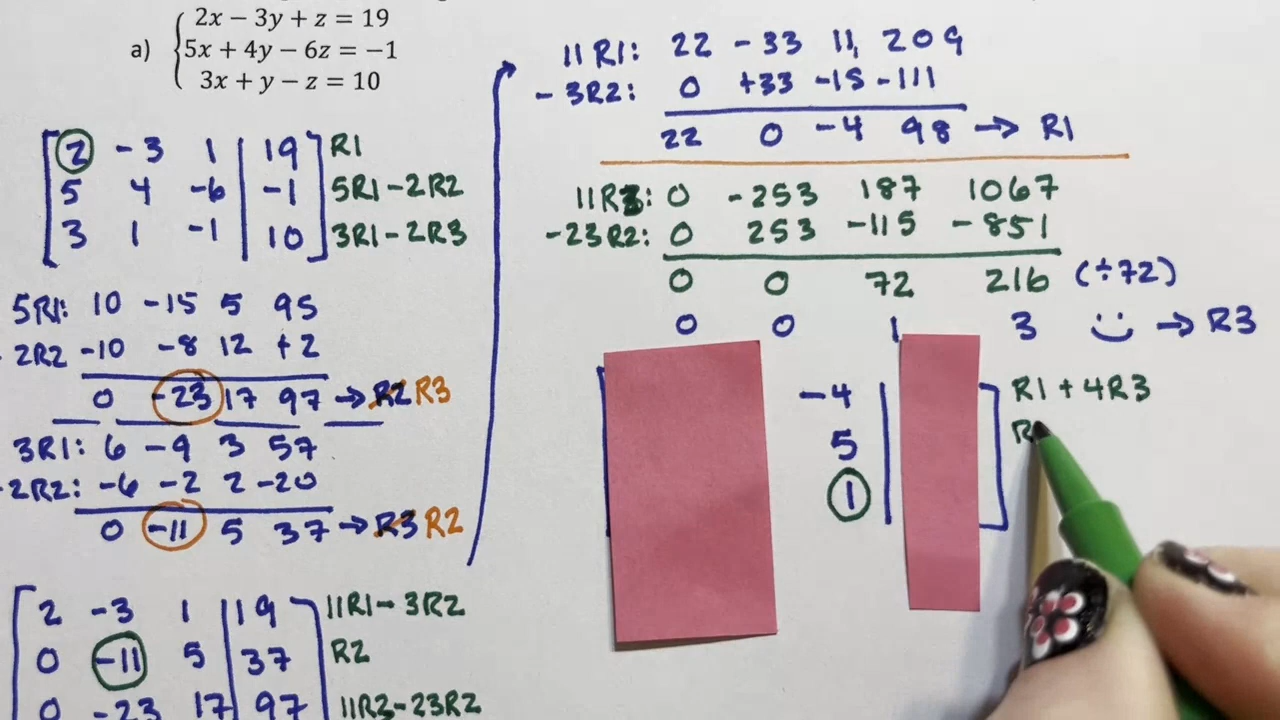 2x − 3y + z = 19
a) 5x + 4y − 6z = −1
3x + y − z = 10
2 -3 1 19 R1
5 4 -6 -1 5R1-2R2
3 1 -1 10 3R1-2R3
5R1: 10 -15 5 95
2R2 -10 -8 12 +2
0 -23 17 97 → R2 R3
3R1: 6 -9 3 57
-2R2: -6 -2 2 -20
0 -11 5 37 → R3 R2
2 -3 1 19 11R1-3R2
0 -11 5 37 R2
0 -23 17 97 11R3-23R2
11R1: 22 -33 11, 209
-3R2: 0 +33 -15 -111
22 0 -4 98 → R1
11R3: 0 -253 187 1067
-23R2: 0 253 -115 -851
0 0 72 216 (÷72)
0 0 1 3 → R3
-4 R1 + 4R3
5 R
1